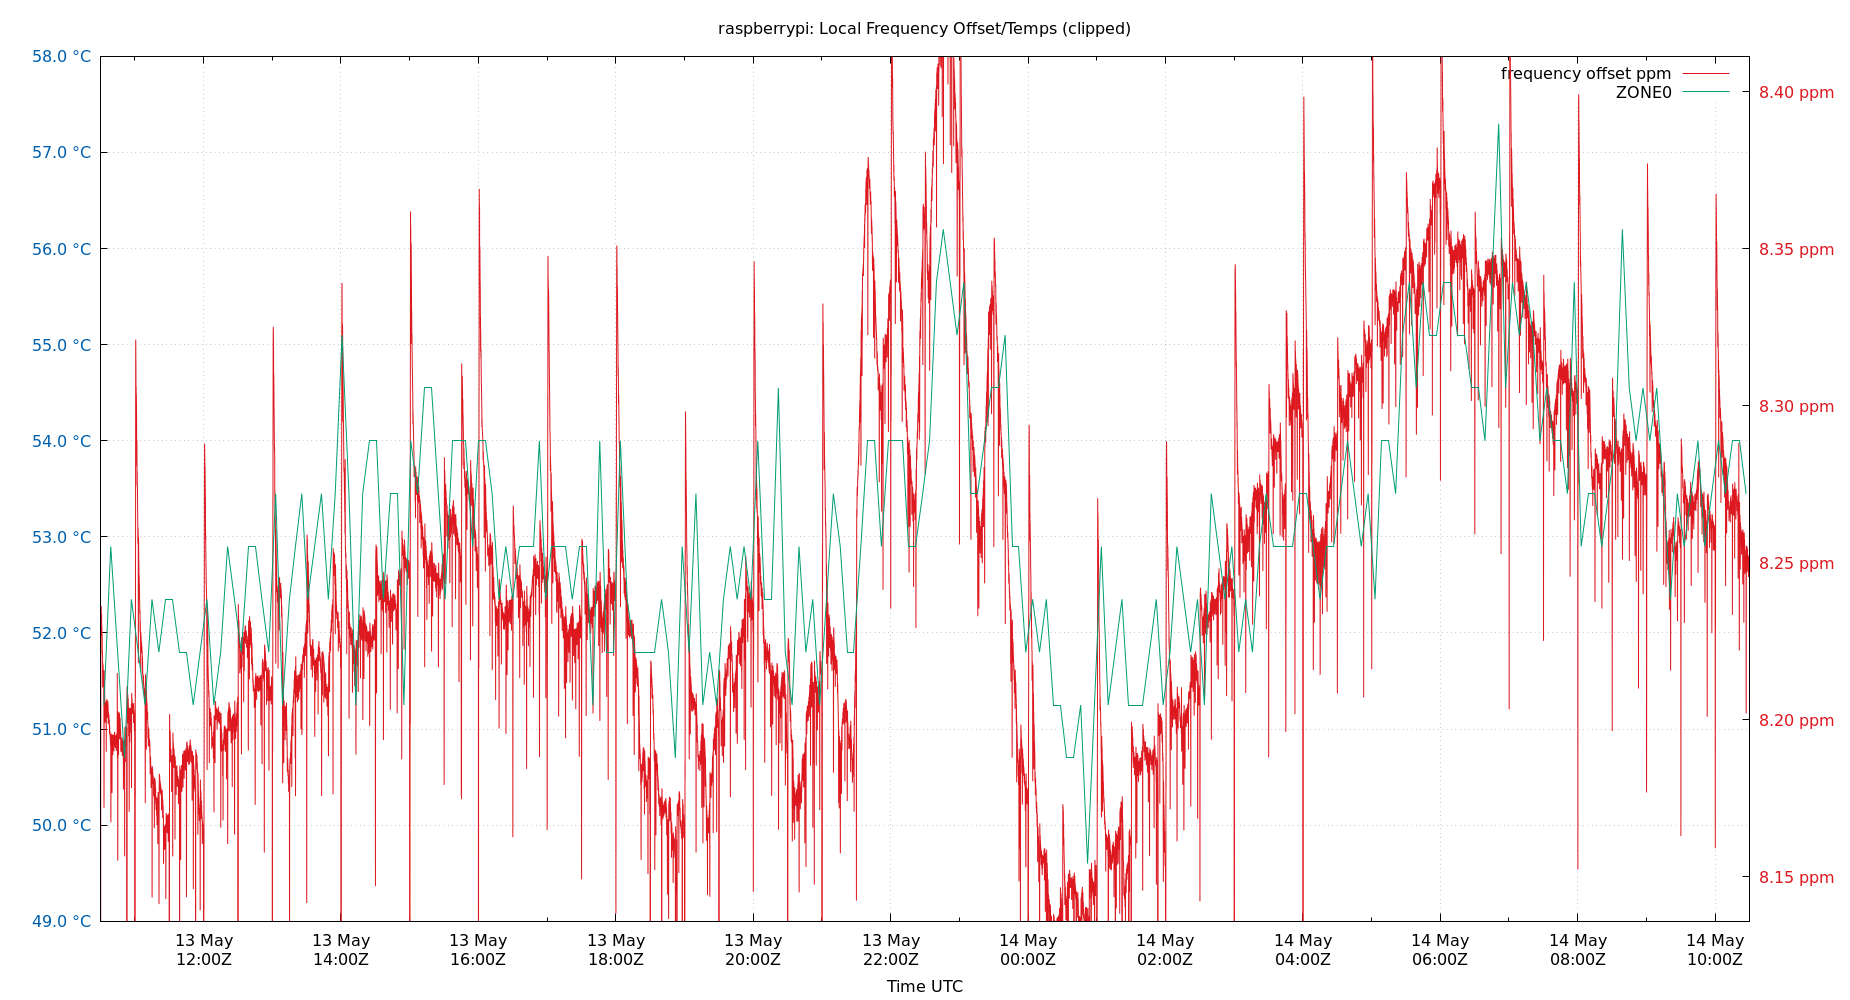 raspberrypi: Local Frequency Offset/Temps (clipped)
frequency offset ppm
ZONE0
58.0 °C
57.0 °C
56.0 °C
55.0 °C
54.0 °C
53.0 °C
52.0 °C
51.0 °C
50.0 °C
49.0 °C
8.40 ppm
8.35 ppm
8.30 ppm
8.25 ppm
8.20 ppm
8.15 ppm
13 May 13 May 13 May 13 May 13 May 13 May 14 May 14 May 14 May 14 May 14 May 14 May
12:00Z 14:00Z 16:00Z 18:00Z 20:00Z 22:00Z 00:00Z 02:00Z 04:00Z 06:00Z 08:00Z 10:00Z
Time UTC